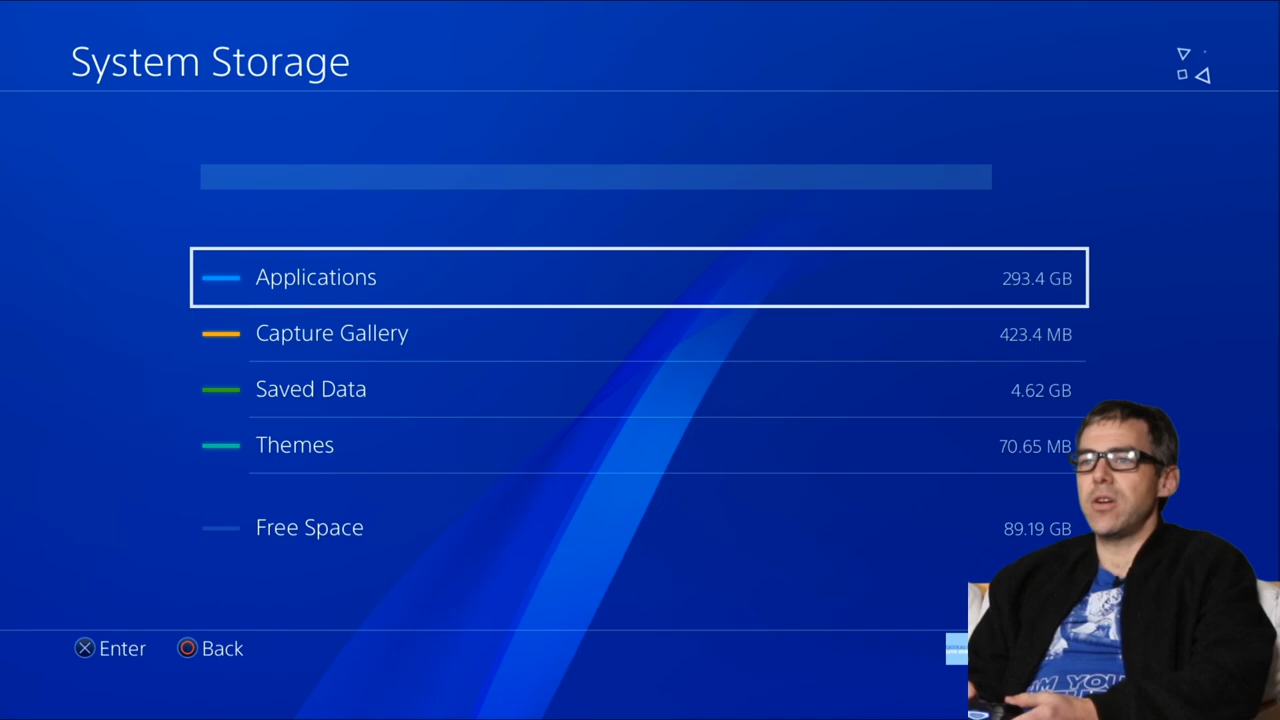 System Storage
Applications 293.4 GB
Capture Gallery 423.4 MB
Saved Data 4.62 GB
Themes 70.65 MB
Free Space 89.19 GB
Enter Back